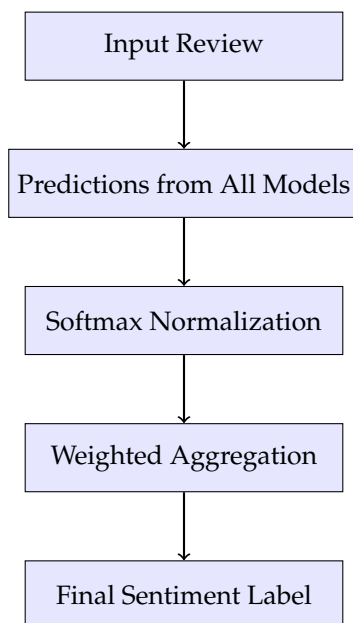 Input Review
Predictions from All Models
Softmax Normalization
Weighted Aggregation
Final Sentiment Label